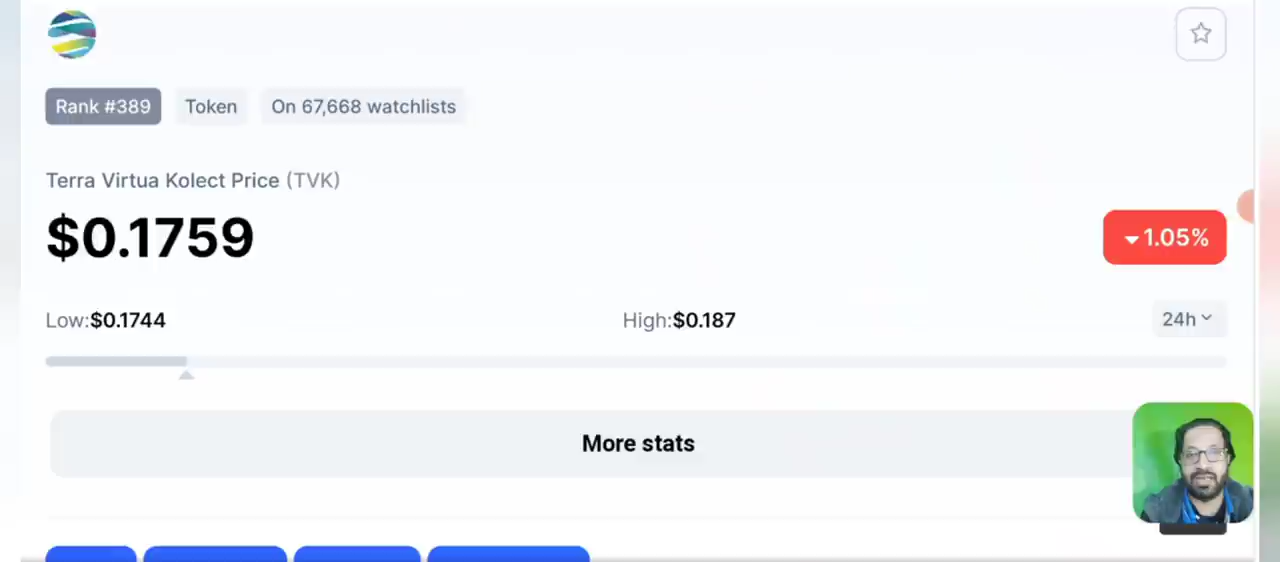 Rank #389 Token On 67,668 watchlists
Terra Virtua Kolect Price (TVK)
$0.1759 1.05%
Low:$0.1744 High:$0.187 24h
More stats